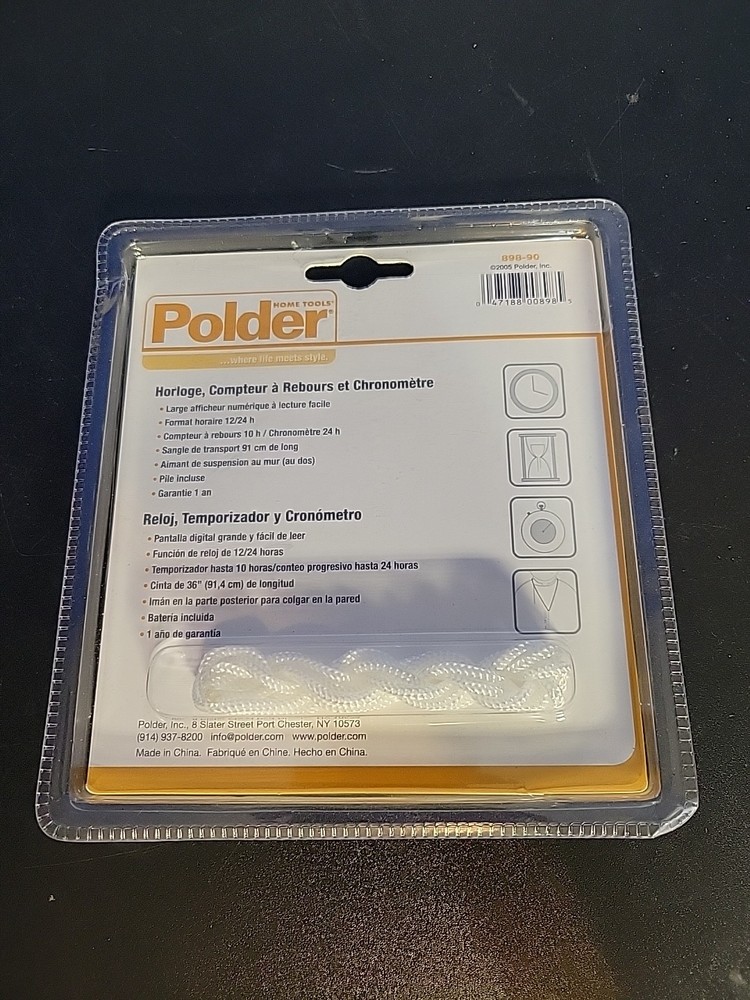 898-90
©2005 Polder, Inc.
8 47188 00898 5
HOME TOOLS®
Polder®
...where life meets style.
Horloge, Compteur à Rebours et Chronomètre
• Large afficheur numérique à lecture facile
• Format horaire 12/24 h
• Compteur à rebours 10 h / Chronomètre 24 h
• Sangle de transport 91 cm de long
• Aimant de suspension au mur (au dos)
• Pile incluse
• Garantie 1 an
Reloj, Temporizador y Cronómetro
• Pantalla digital grande y fácil de leer
• Función de reloj de 12/24 horas
• Temporizador hasta 10 horas/conteo progresivo hasta 24 horas
• Cinta de 36" (91,4 cm) de longitud
• Imán en la parte posterior para colgar en la pared
• Batería incluida
• 1 año de garantía
Polder, Inc., 8 Slater Street Port Chester, NY 10573
(914) 937-8200 info@polder.com www.polder.com
Made in China. Fabriqué en Chine. Hecho en China.